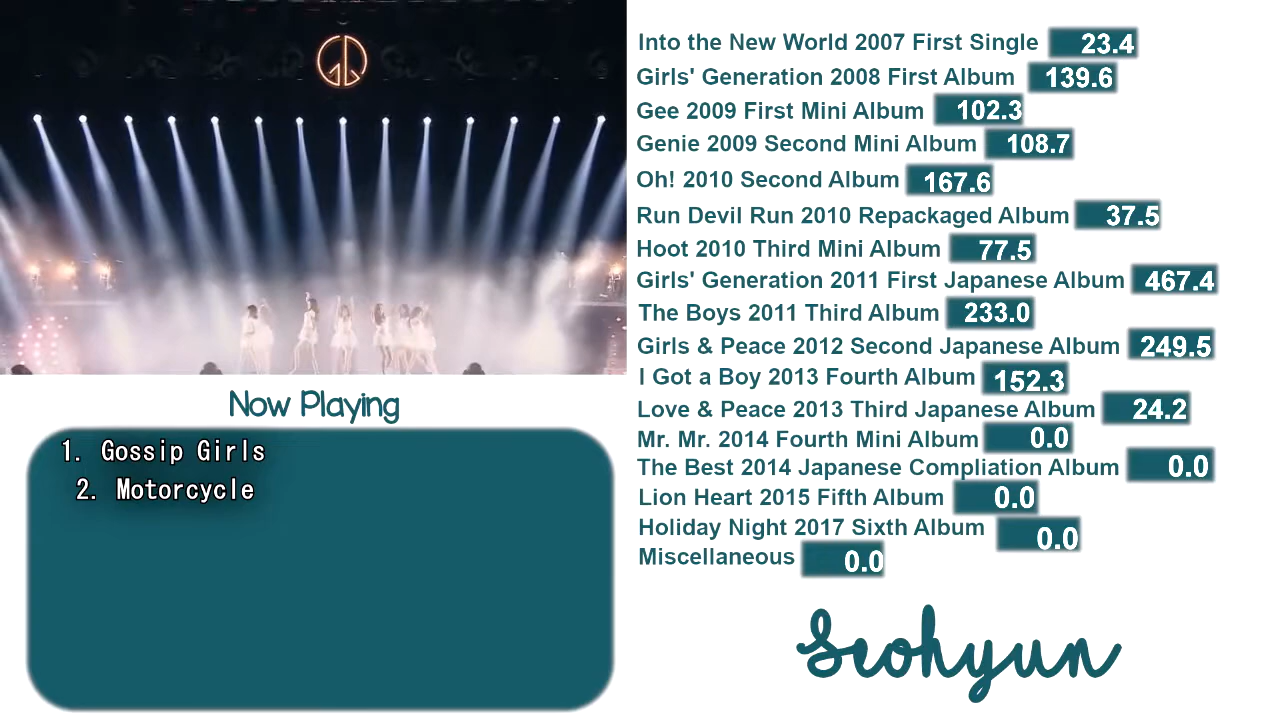 Now Playing
1. Gossip Girls
2. Motorcycle
Into the New World 2007 First Single 23.4
Girls' Generation 2008 First Album 139.6
Gee 2009 First Mini Album 102.3
Genie 2009 Second Mini Album 108.7
Oh! 2010 Second Album 167.6
Run Devil Run 2010 Repackaged Album 37.5
Hoot 2010 Third Mini Album 77.5
Girls' Generation 2011 First Japanese Album 467.4
The Boys 2011 Third Album 233.0
Girls & Peace 2012 Second Japanese Album 249.5
I Got a Boy 2013 Fourth Album 152.3
Love & Peace 2013 Third Japanese Album 24.2
Mr. Mr. 2014 Fourth Mini Album 0.0
The Best 2014 Japanese Compliation Album 0.0
Lion Heart 2015 Fifth Album 0.0
Holiday Night 2017 Sixth Album 0.0
Miscellaneous 0.0
Seohyun